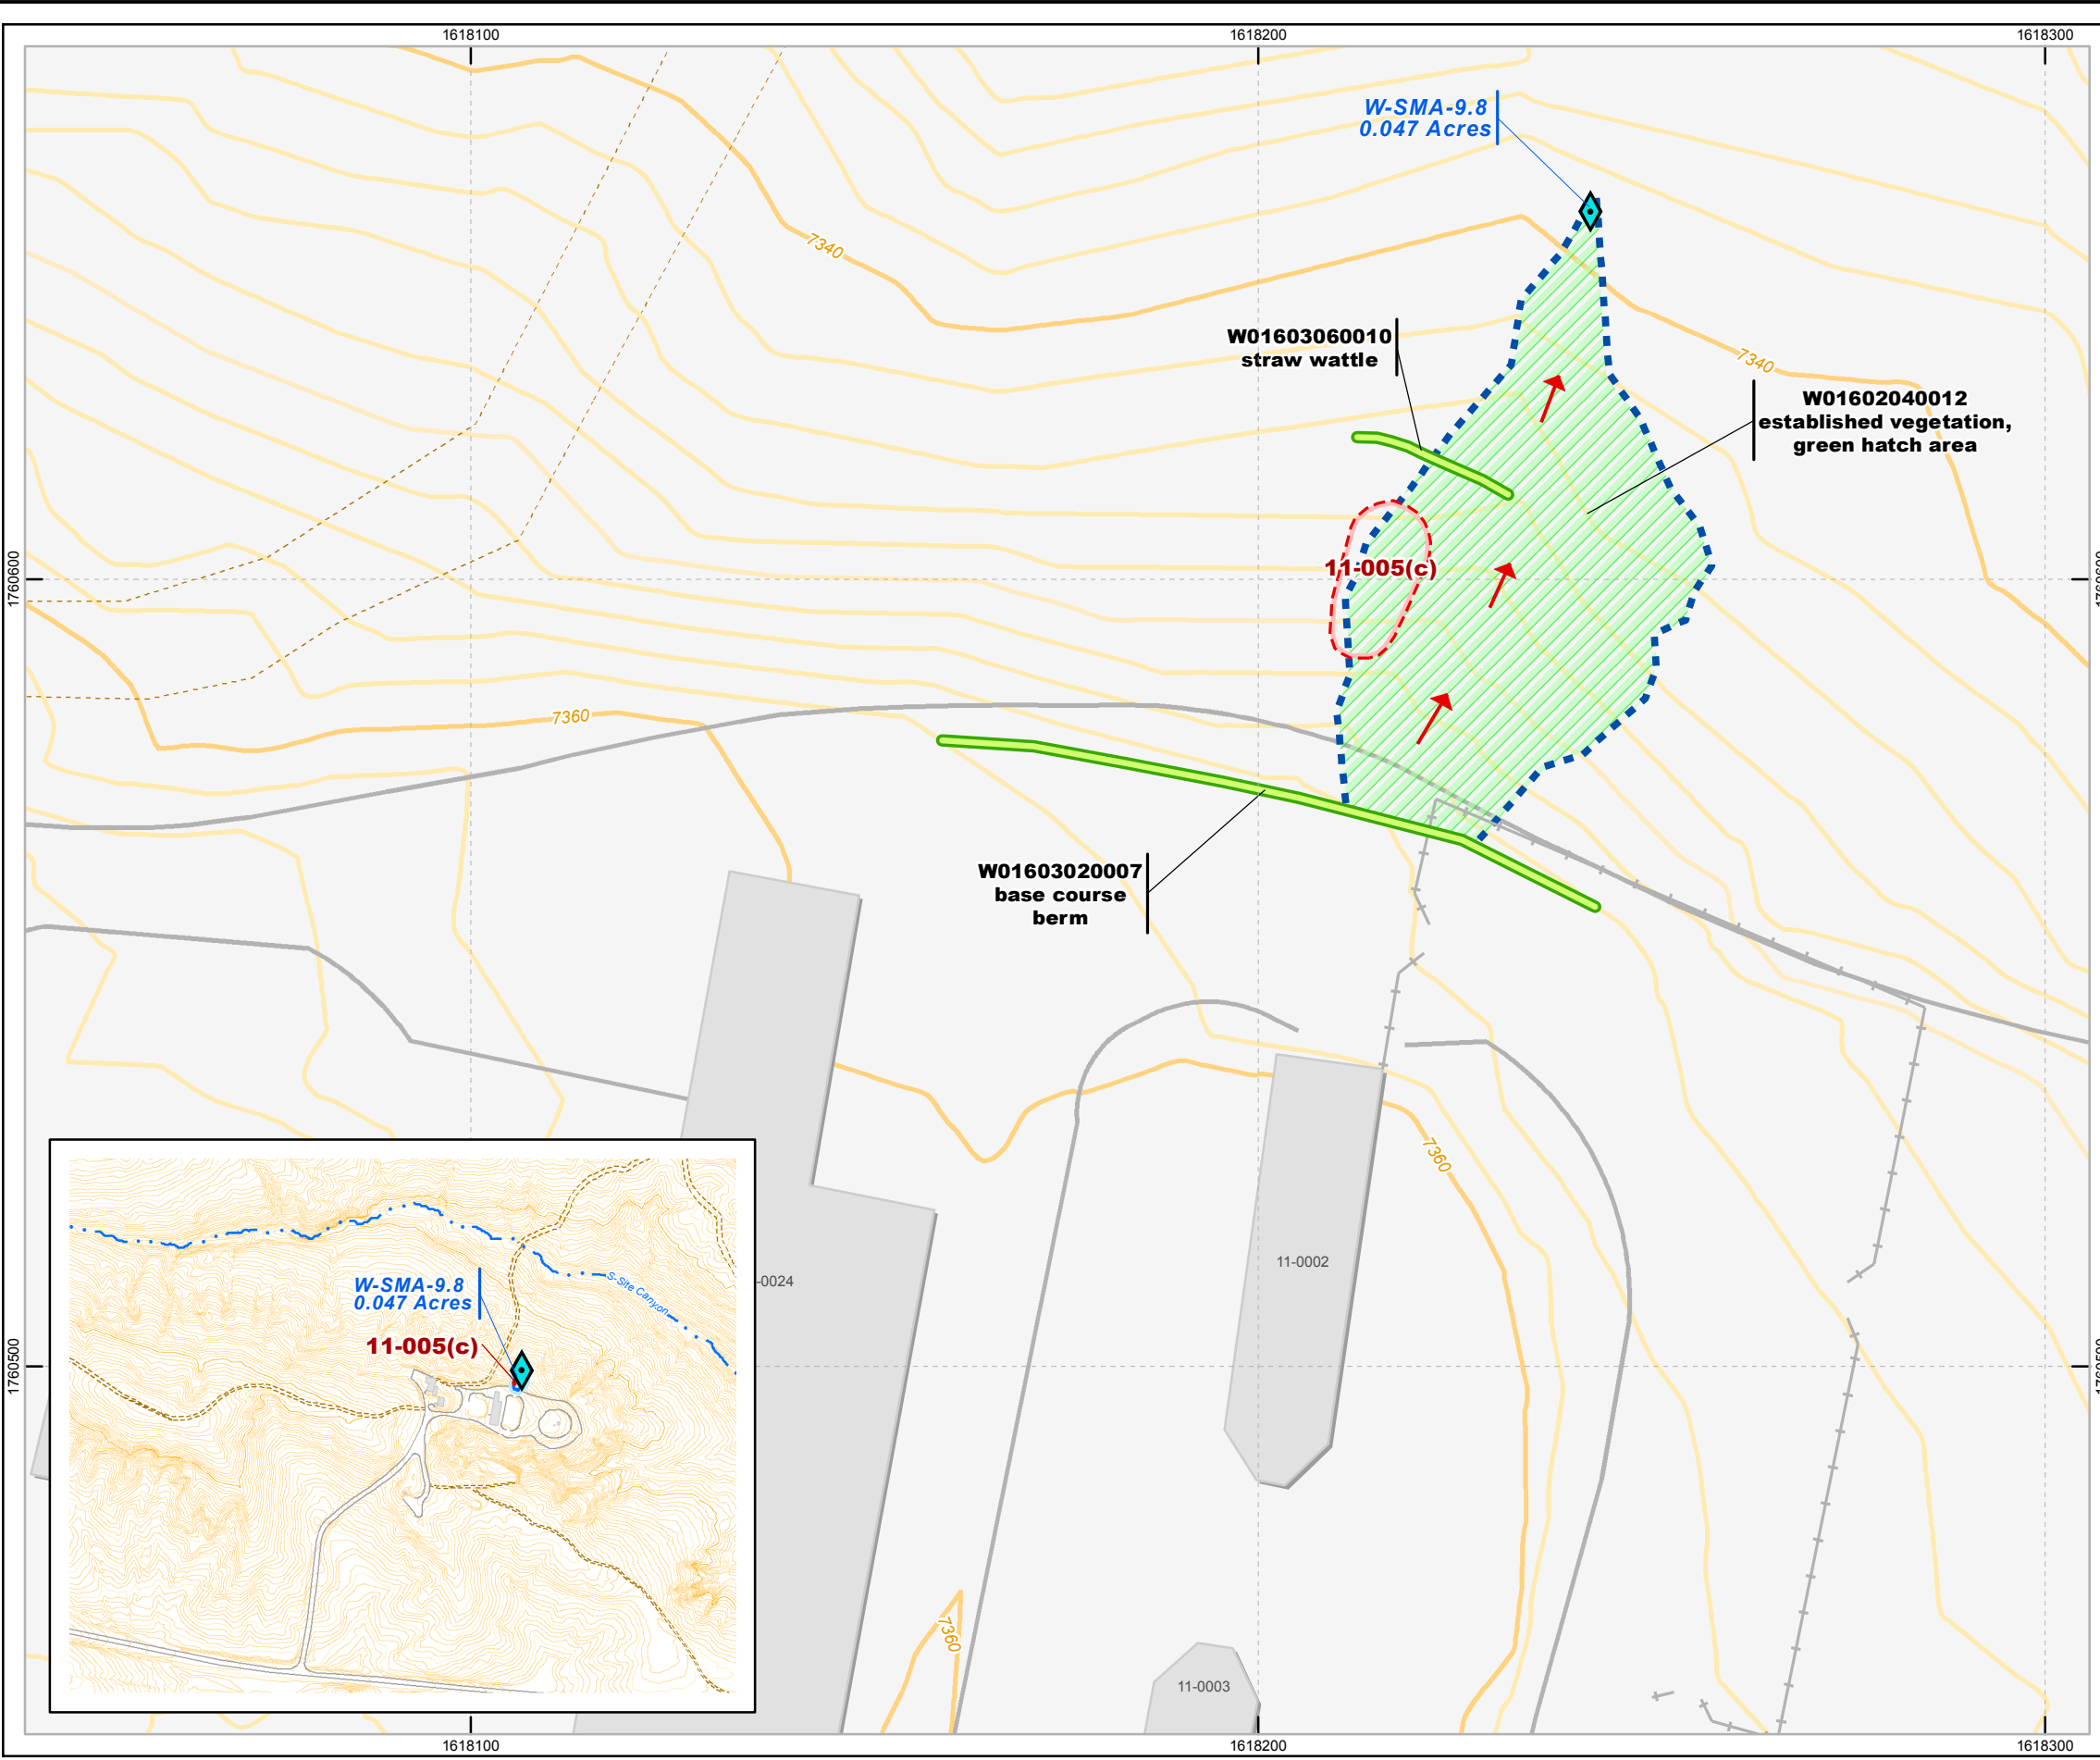 1618100
1618200
1618300
W-SMA-9.8
0.047 Acres
7340
W01603060010
straw wattle
7340
W01602040012
established vegetation,
green hatch area
1760600
11-005(c)
7360
W01603020007
base course
berm
7360
11-0002
-0024
W-SMA-9.8
0.047 Acres
S-Site Canyon
11-005(c)
1760500
7360
11-0003
1618100
1618200
1618300